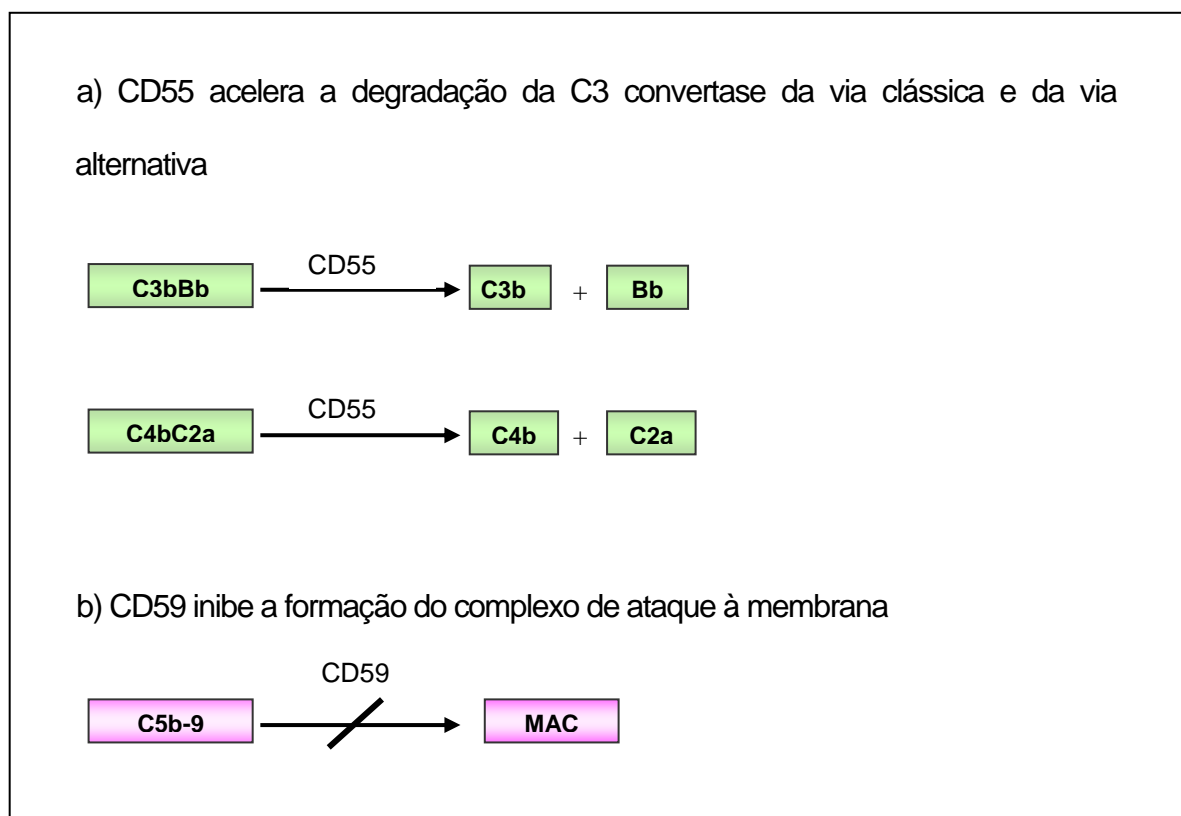 a) CD55 acelera a degradação da C3 convertase da via clássica e da via
alternativa
CD55
C3bBb C3b + Bb
CD55
C4bC2a C4b + C2a
b) CD59 inibe a formação do complexo de ataque à membrana
CD59
C5b-9 MAC